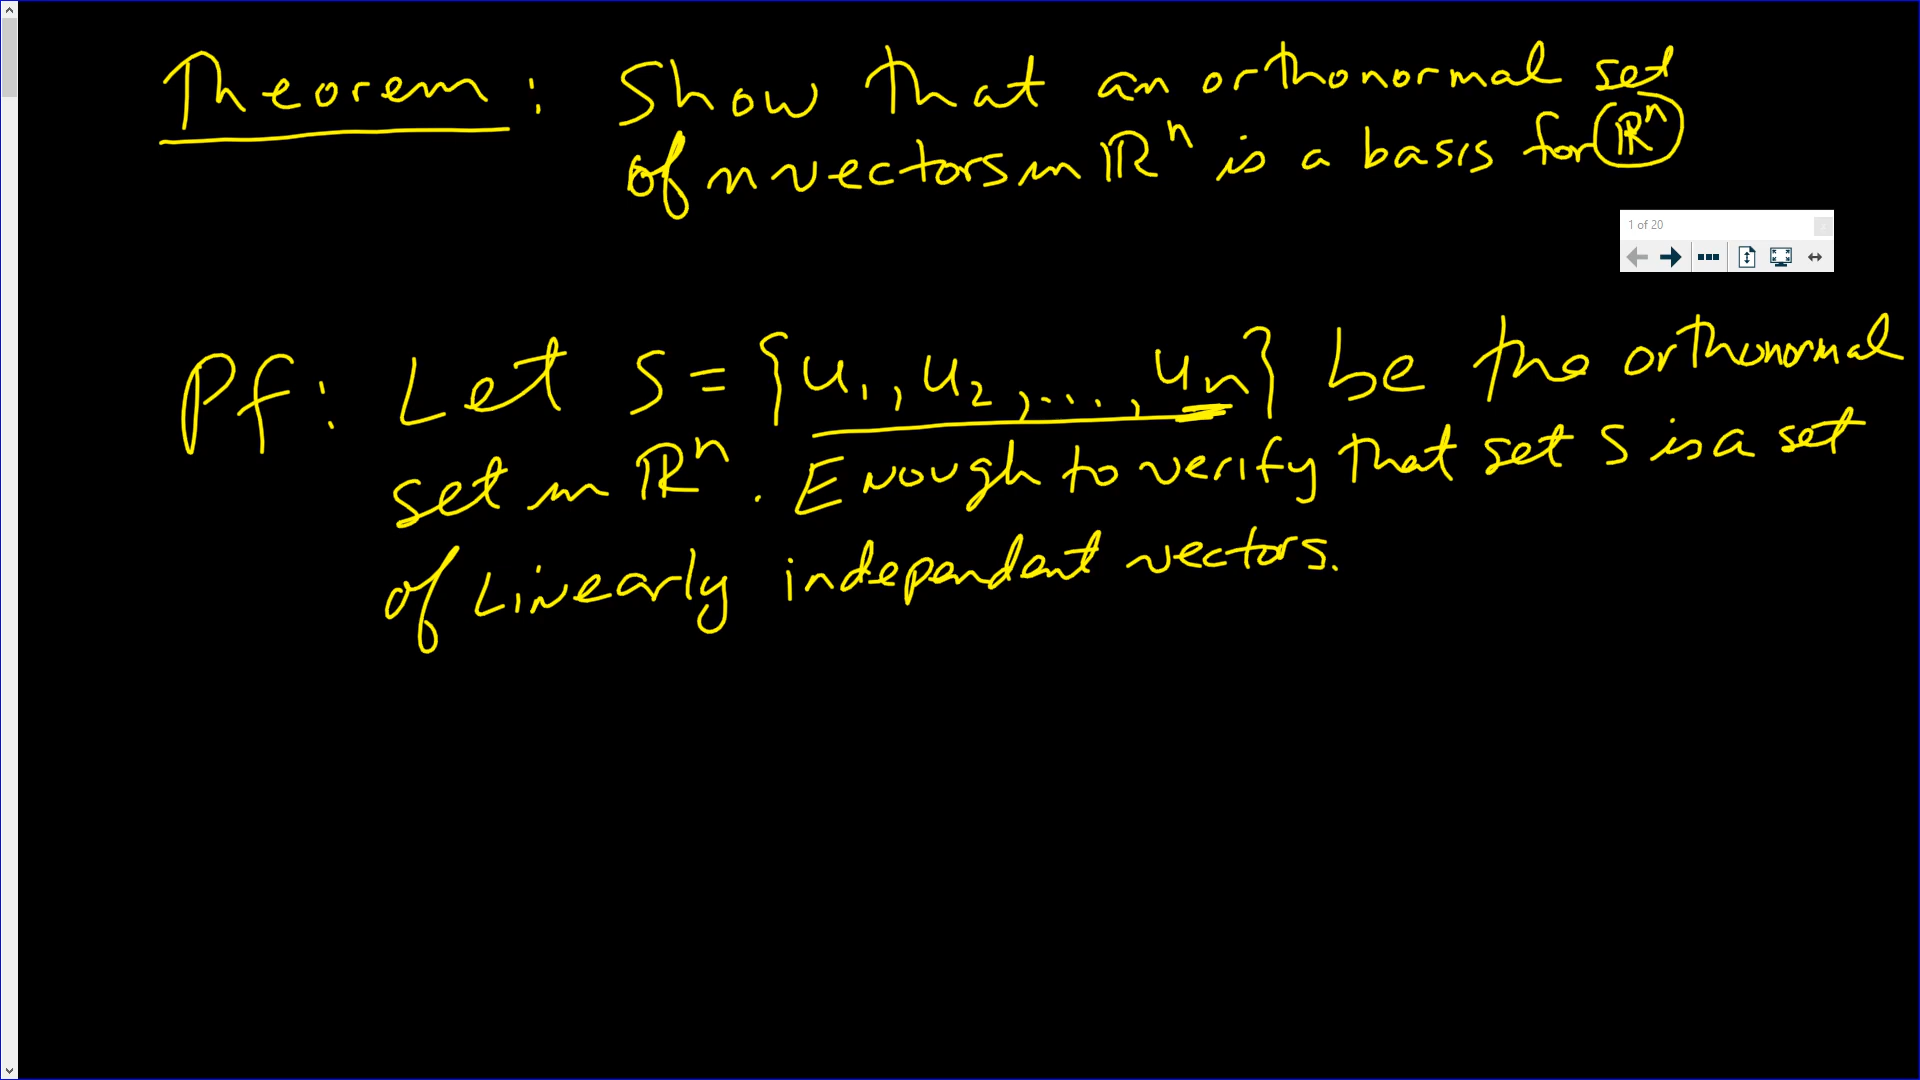 Theorem: Show that an orthonormal set
of n vectors in ℝⁿ is a basis for ℝⁿ
1 of 20
Pf: Let S = {u₁, u₂, ...., uₙ} be the orthonormal
set in ℝⁿ. Enough to verify that set S is a set
of Linearly independent vectors.